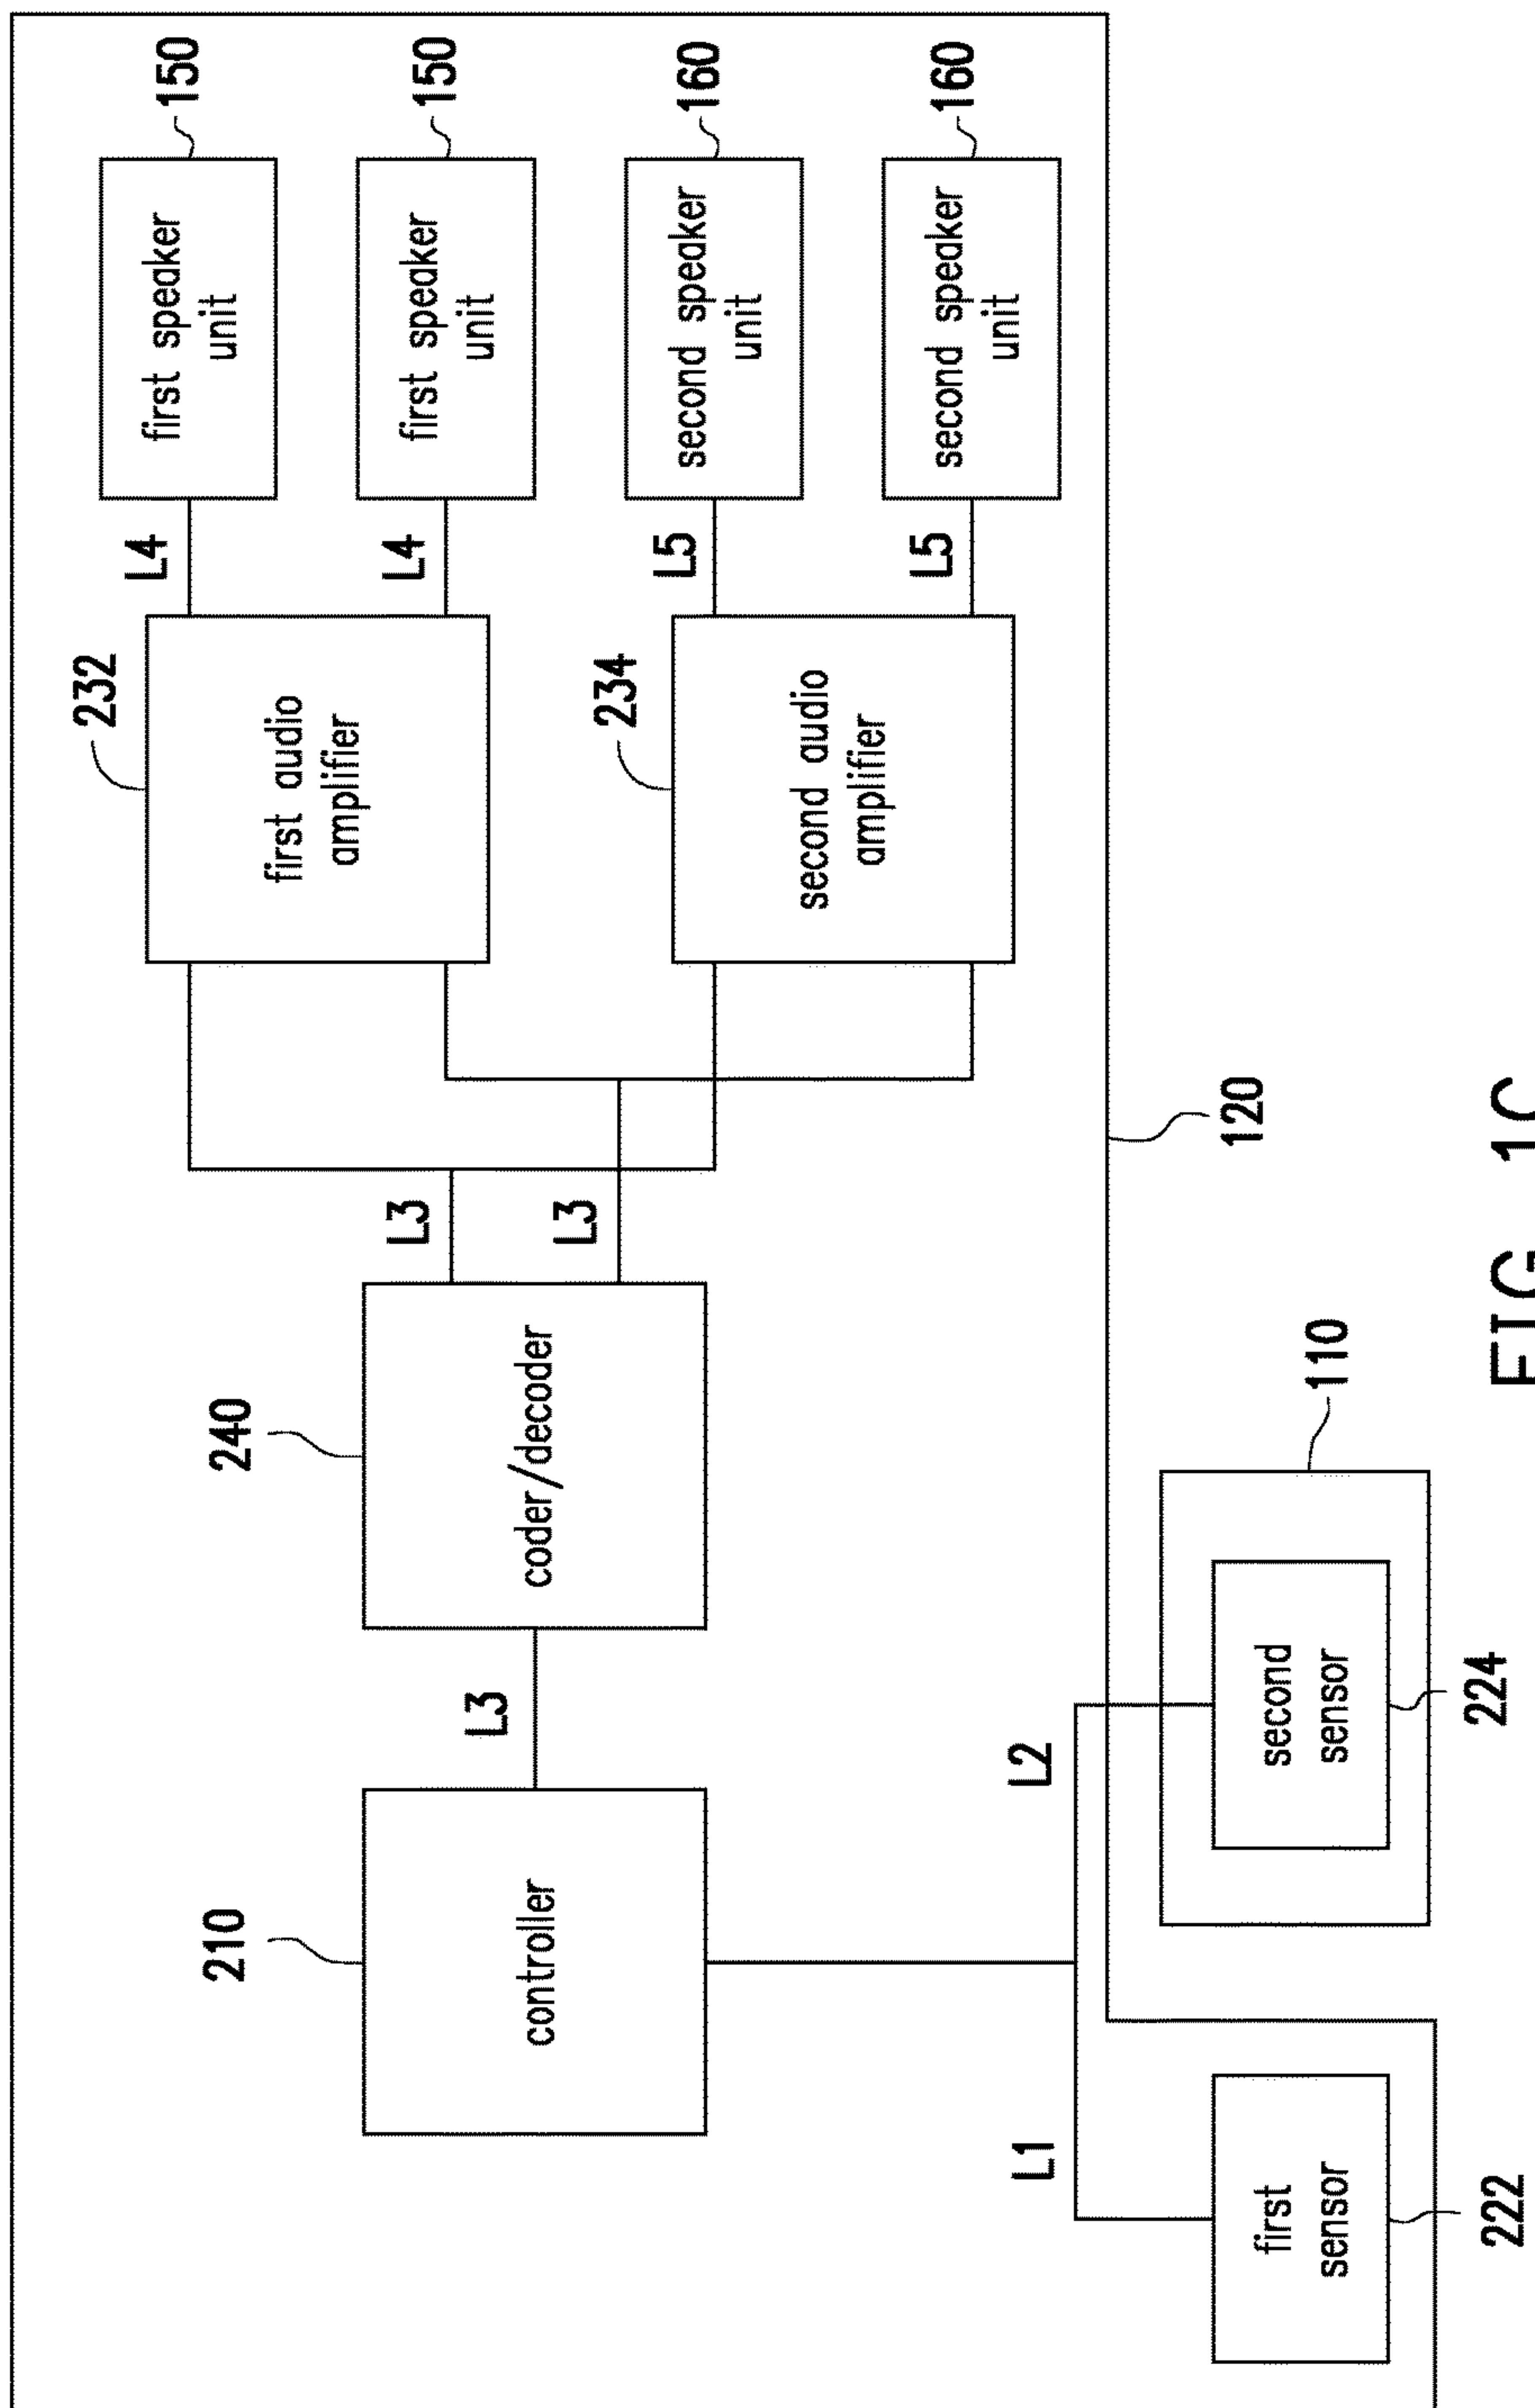 210
controller
L3
240
coder/decoder
L3
L3
232
first audio
amplifier
L4
L4
first speaker
unit
150
first speaker
unit
150
234
second audio
amplifier
L5
L5
second speaker
unit
160
second speaker
unit
160
L1
L2
first
sensor
222
second
sensor
224
110
120
FIG. 1C